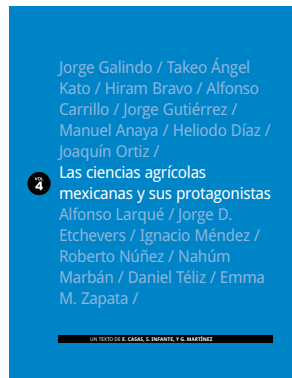 Jorge Galindo / Takeo Ángel
Kato / Hiram Bravo / Alfonso
Carrillo / Jorge Gutiérrez /
Manuel Anaya / Heliodo Díaz /
Joaquín Ortiz /
VOL.
4
Las ciencias agrícolas
mexicanas y sus protagonistas
Alfonso Larqué / Jorge D.
Etchevers / Ignacio Méndez /
Roberto Núñez / Nahúm
Marbán / Daniel Téliz / Emma
M. Zapata /
UN TEXTO DE E. CASAS, S. INFANTE, Y G. MARTÍNEZ